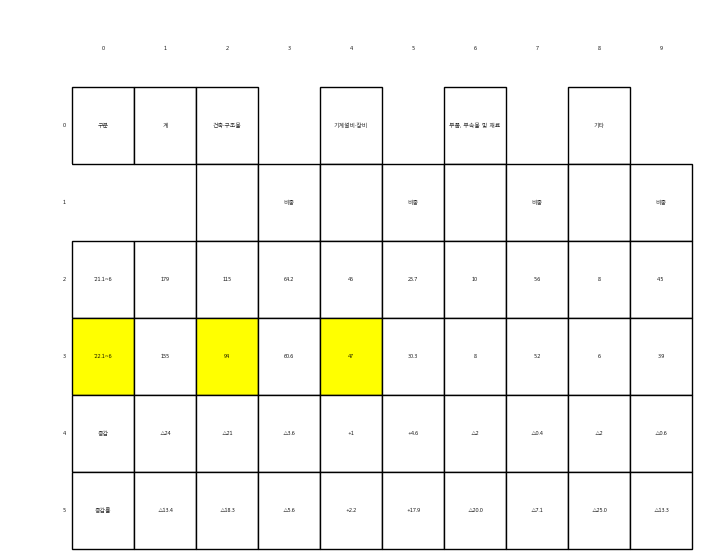 0 1 2 3 4 5 6 7 8 9
0 구분 계 건축·구조물 기계설비·장비 부품, 부속물 및 재료 기타
1 비중 비중 비중 비중
2 '21.1~6 179 115 64.2 46 25.7 10 5.6 8 4.5
3 '22.1~6 155 94 60.6 47 30.3 8 5.2 6 3.9
4 증감 △24 △21 △3.6 +1 +4.6 △2 △0.4 △2 △0.6
5 증감률 △13.4 △18.3 △5.6 +2.2 +17.9 △20.0 △7.1 △25.0 △13.3